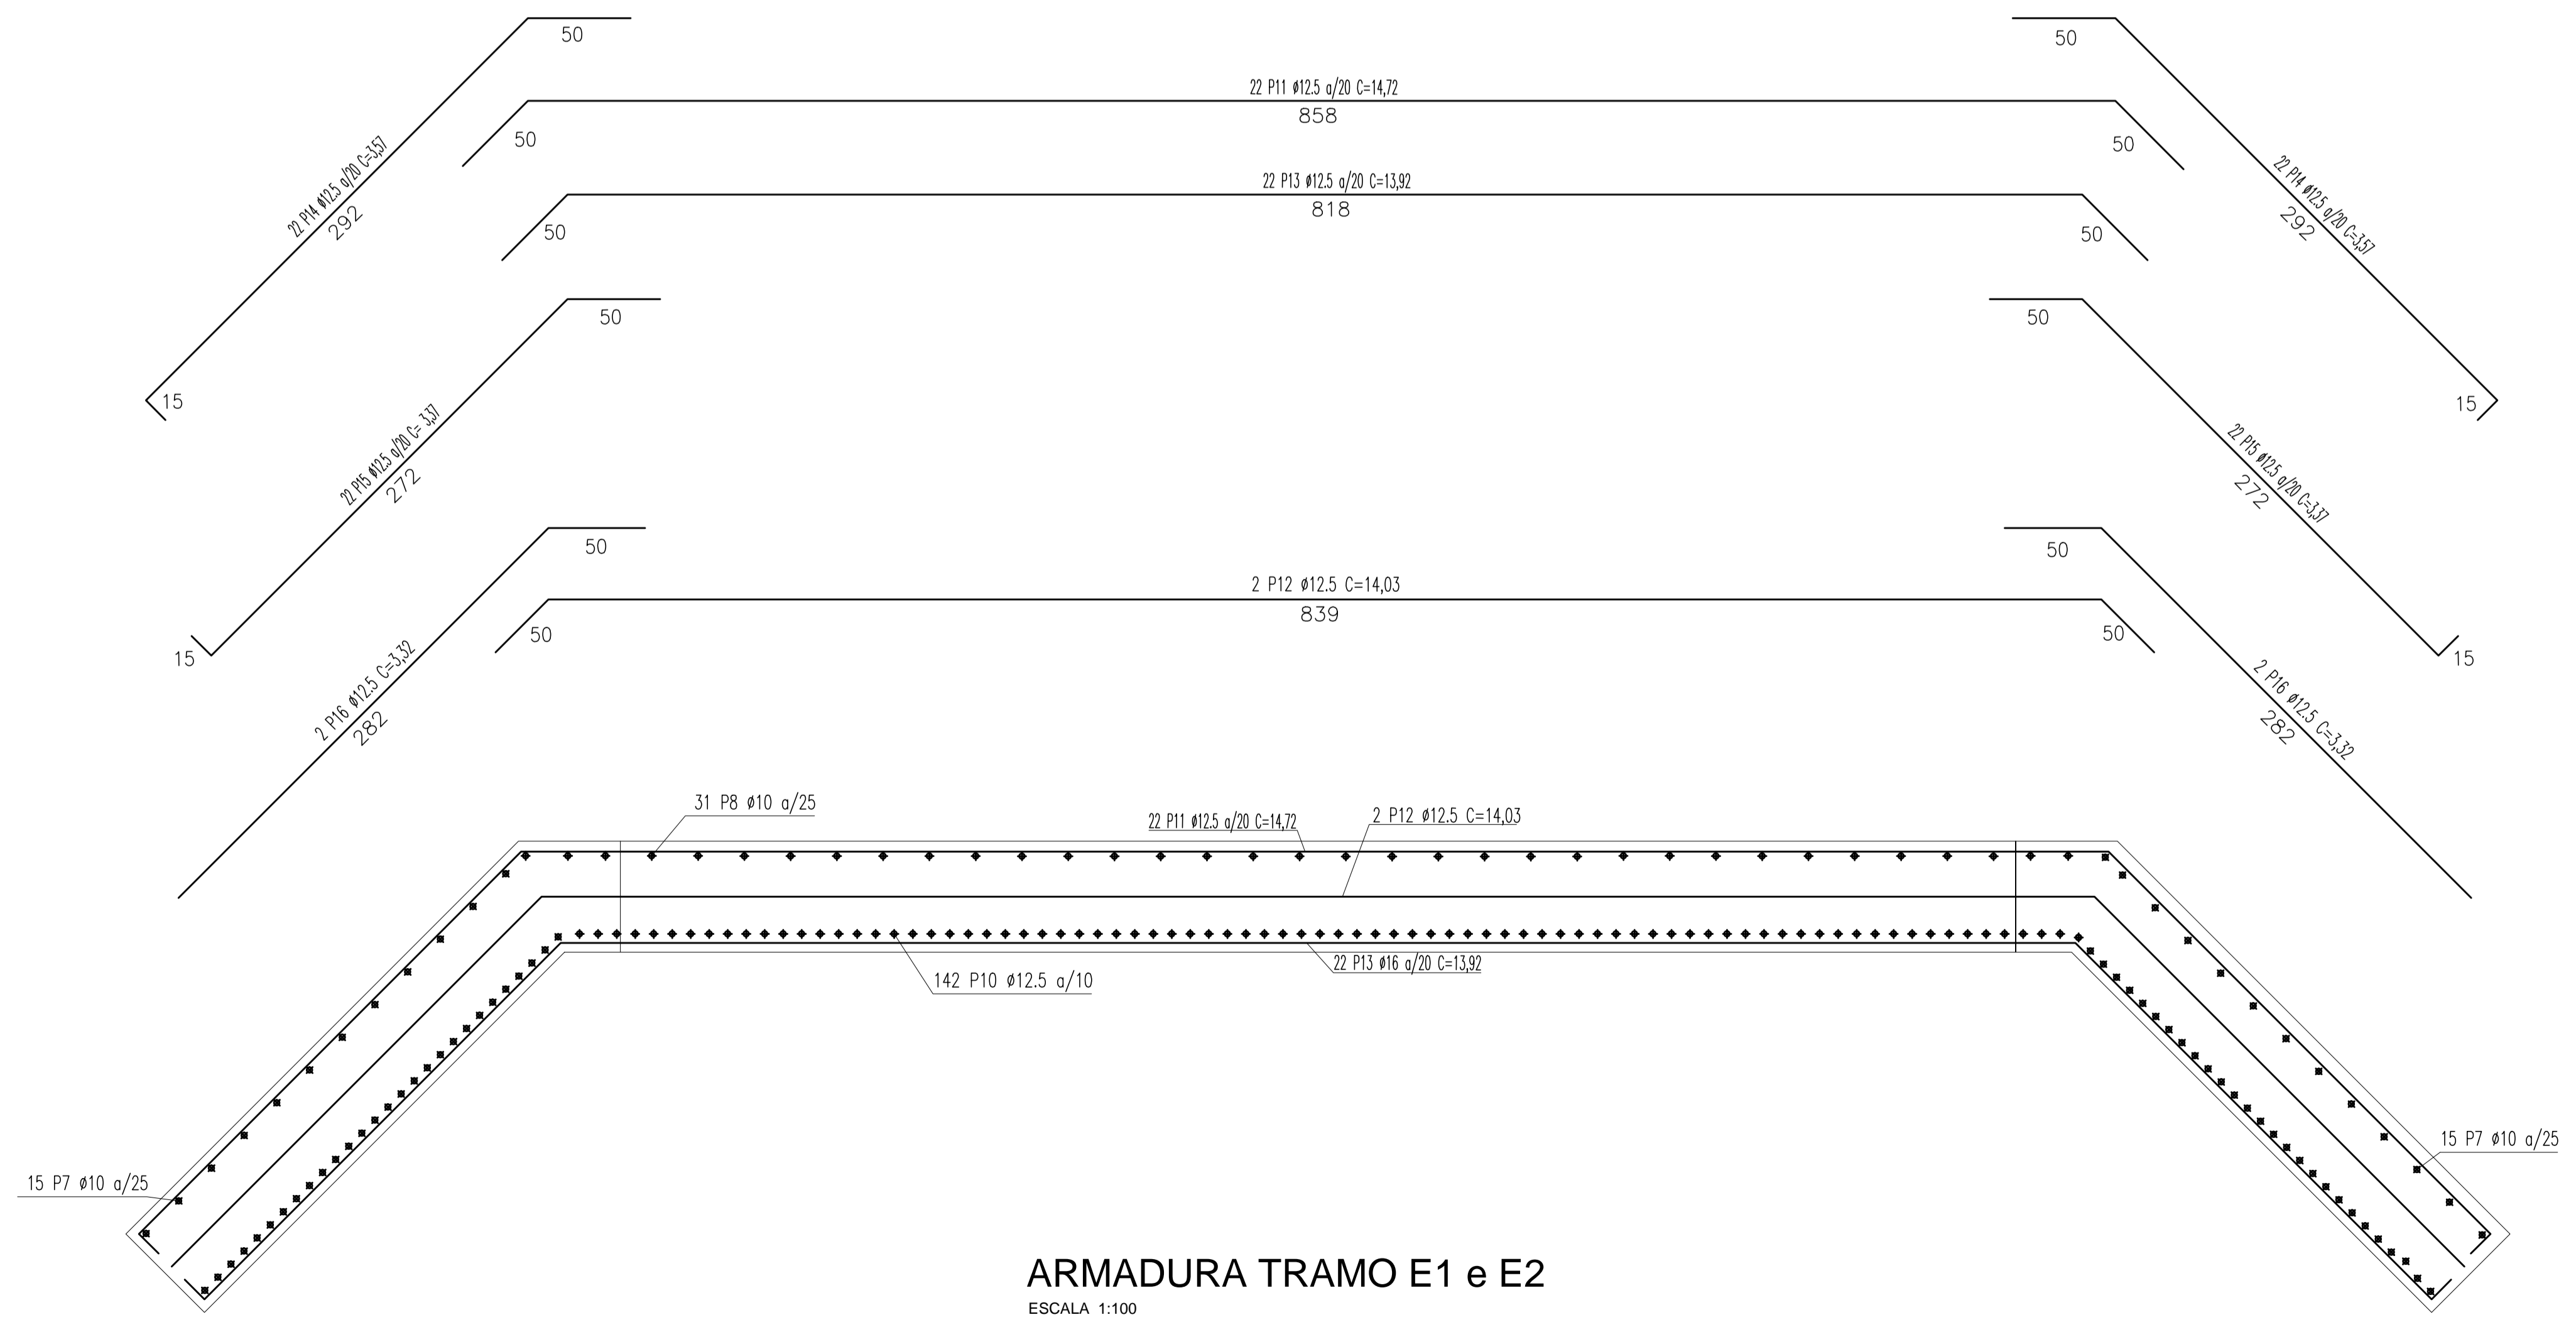 50
50
22 P11 ø12.5 a/20 C=14,72
858
50
50
22 P14 ø12.5 a/20 C=3,57
292
22 P14 ø12.5 a/20 C=3,57
292
22 P13 ø12.5 a/20 C=13,92
818
50
50
50
50
15
15
22 P15 ø12.5 a/20 C= 3,37
272
22 P15 ø12.5 a/20 C=3,37
272
50
50
2 P12 ø12.5 C=14,03
839
50
50
15
15
2 P16 ø12.5 C=3,32
282
2 P16 ø12.5 C=3,32
282
31 P8 ø10 a/25
22 P11 ø12.5 a/20 C=14,72
2 P12 ø12.5 C=14,03
22 P13 ø16 a/20 C=13,92
142 P10 ø12.5 a/10
15 P7 ø10 a/25
15 P7 ø10 a/25
ARMADURA TRAMO E1 e E2
ESCALA 1:100